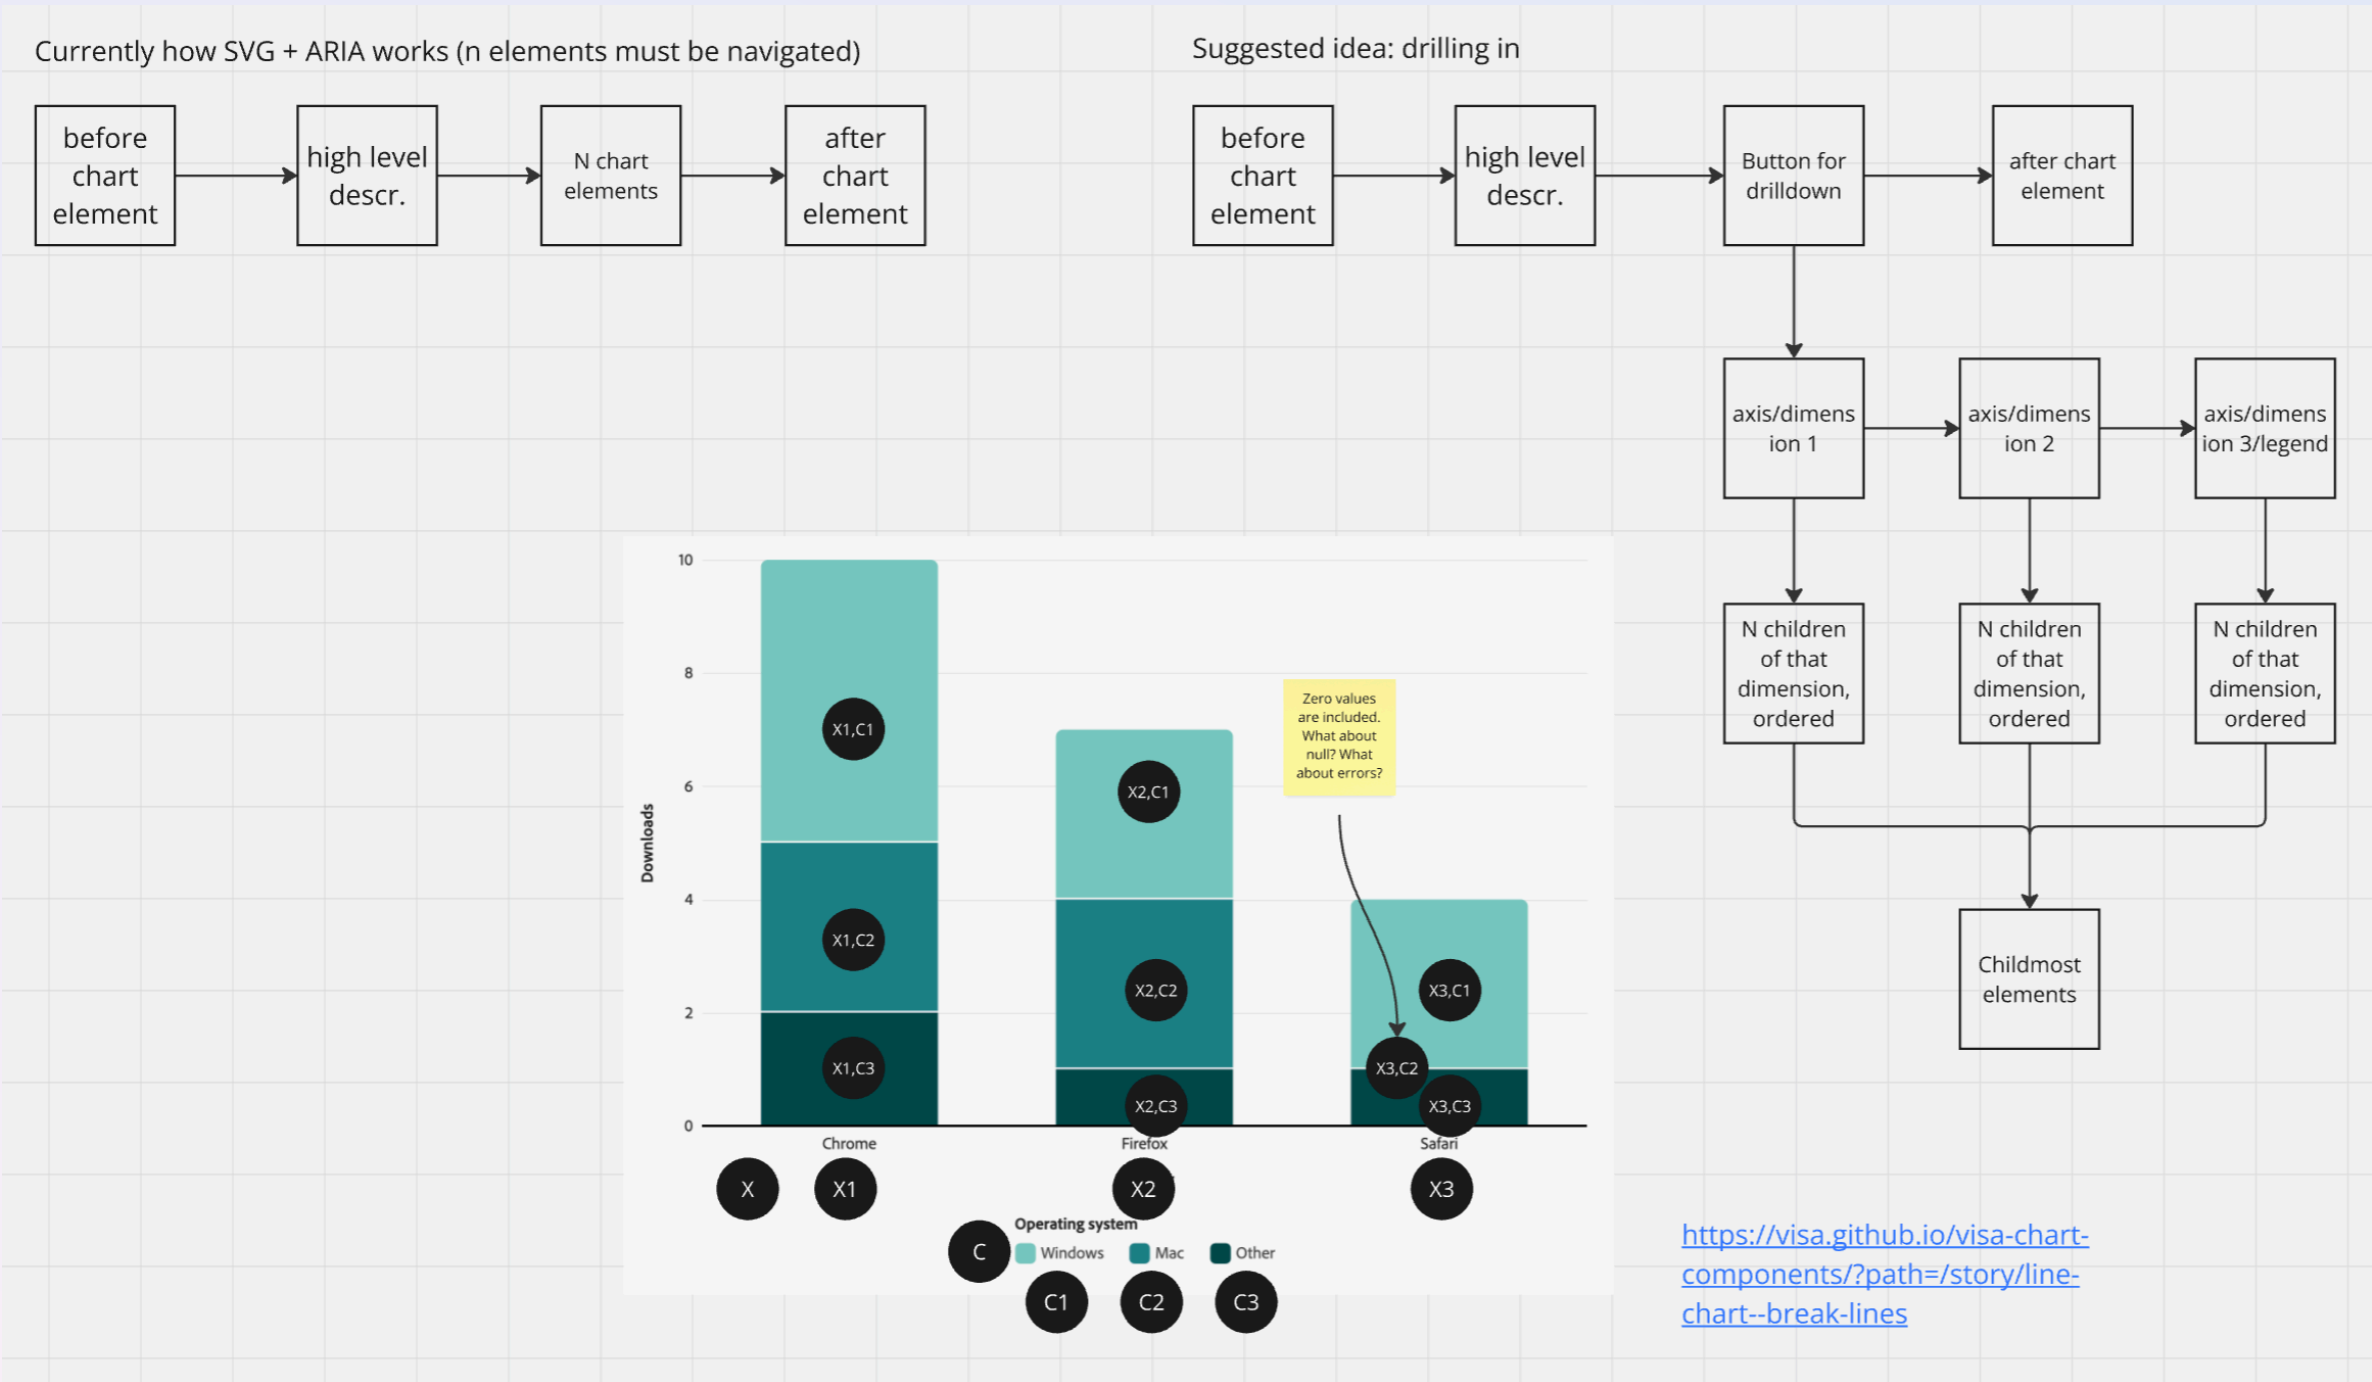 Currently how SVG + ARIA works (n elements must be navigated)
before
chart
element
high level
descr.
N chart
elements
after
chart
element
Suggested idea: drilling in
before
chart
element
high level
descr.
Button for
drilldown
after chart
element
axis/dimens
ion 1
axis/dimens
ion 2
axis/dimens
ion 3/legend
N children
of that
dimension,
ordered
N children
of that
dimension,
ordered
N children
of that
dimension,
ordered
Childmost
elements
10
8
6
4
2
0
Downloads
X1,C1
X1,C2
X1,C3
X2,C1
X2,C2
X2,C3
Zero values
are included.
What about
null? What
about errors?
X3,C1
X3,C2
X3,C3
Chrome
Firefox
Safari
X
X1
X2
X3
Operating system
C
Windows
Mac
Other
C1
C2
C3
https://visa.github.io/visa-chart-
components/?path=/story/line-
chart--break-lines